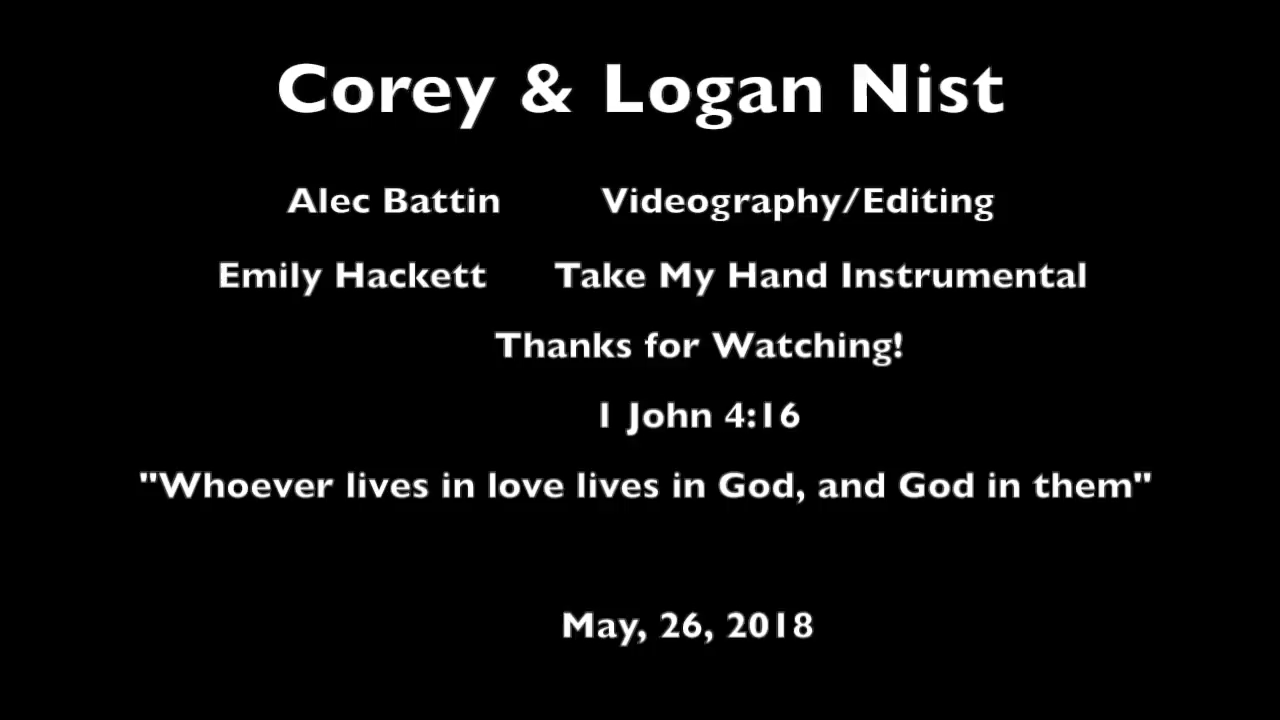 Corey & Logan Nist
Alec Battin Videography/Editing
Emily Hackett Take My Hand Instrumental
Thanks for Watching!
1 John 4:16
"Whoever lives in love lives in God, and God in them"
May, 26, 2018